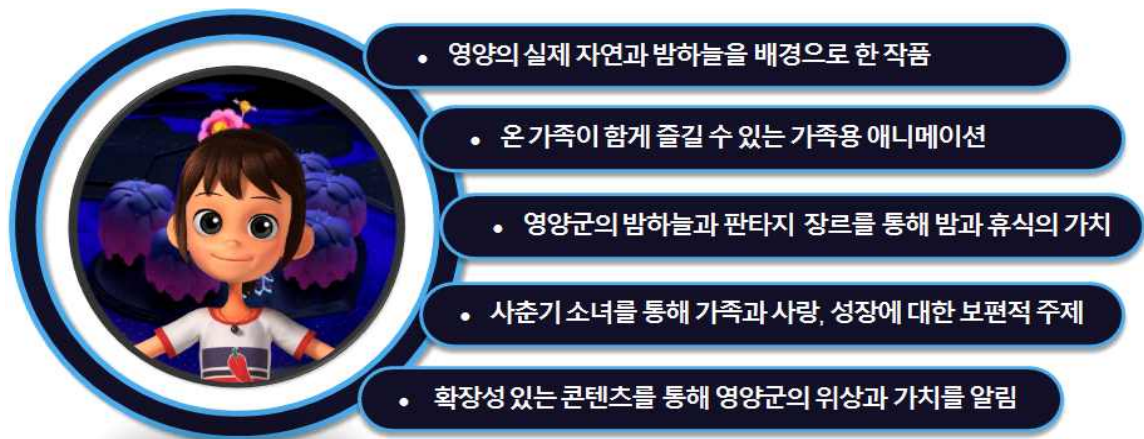 • 영양의 실제 자연과 밤하늘을 배경으로 한 작품
• 온 가족이 함께 즐길 수 있는 가족용 애니메이션
• 영양군의 밤하늘과 판타지 장르를 통해 밤과 휴식의 가치
• 사춘기 소녀를 통해 가족과 사랑, 성장에 대한 보편적 주제
• 확장성 있는 콘텐츠를 통해 영양군의 위상과 가치를 알림